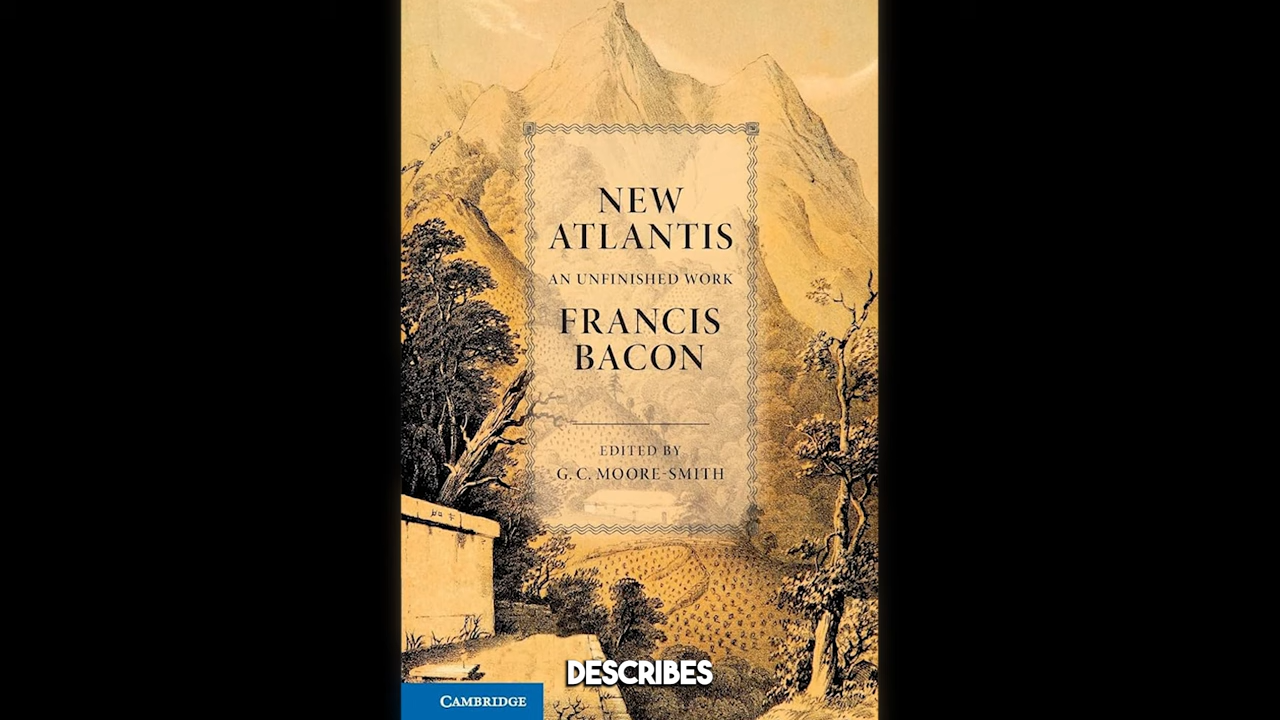 NEW
ATLANTIS
AN UNFINISHED WORK
FRANCIS
BACON
EDITED BY
G. C. MOORE-SMITH
DESCRIBES
CAMBRIDGE